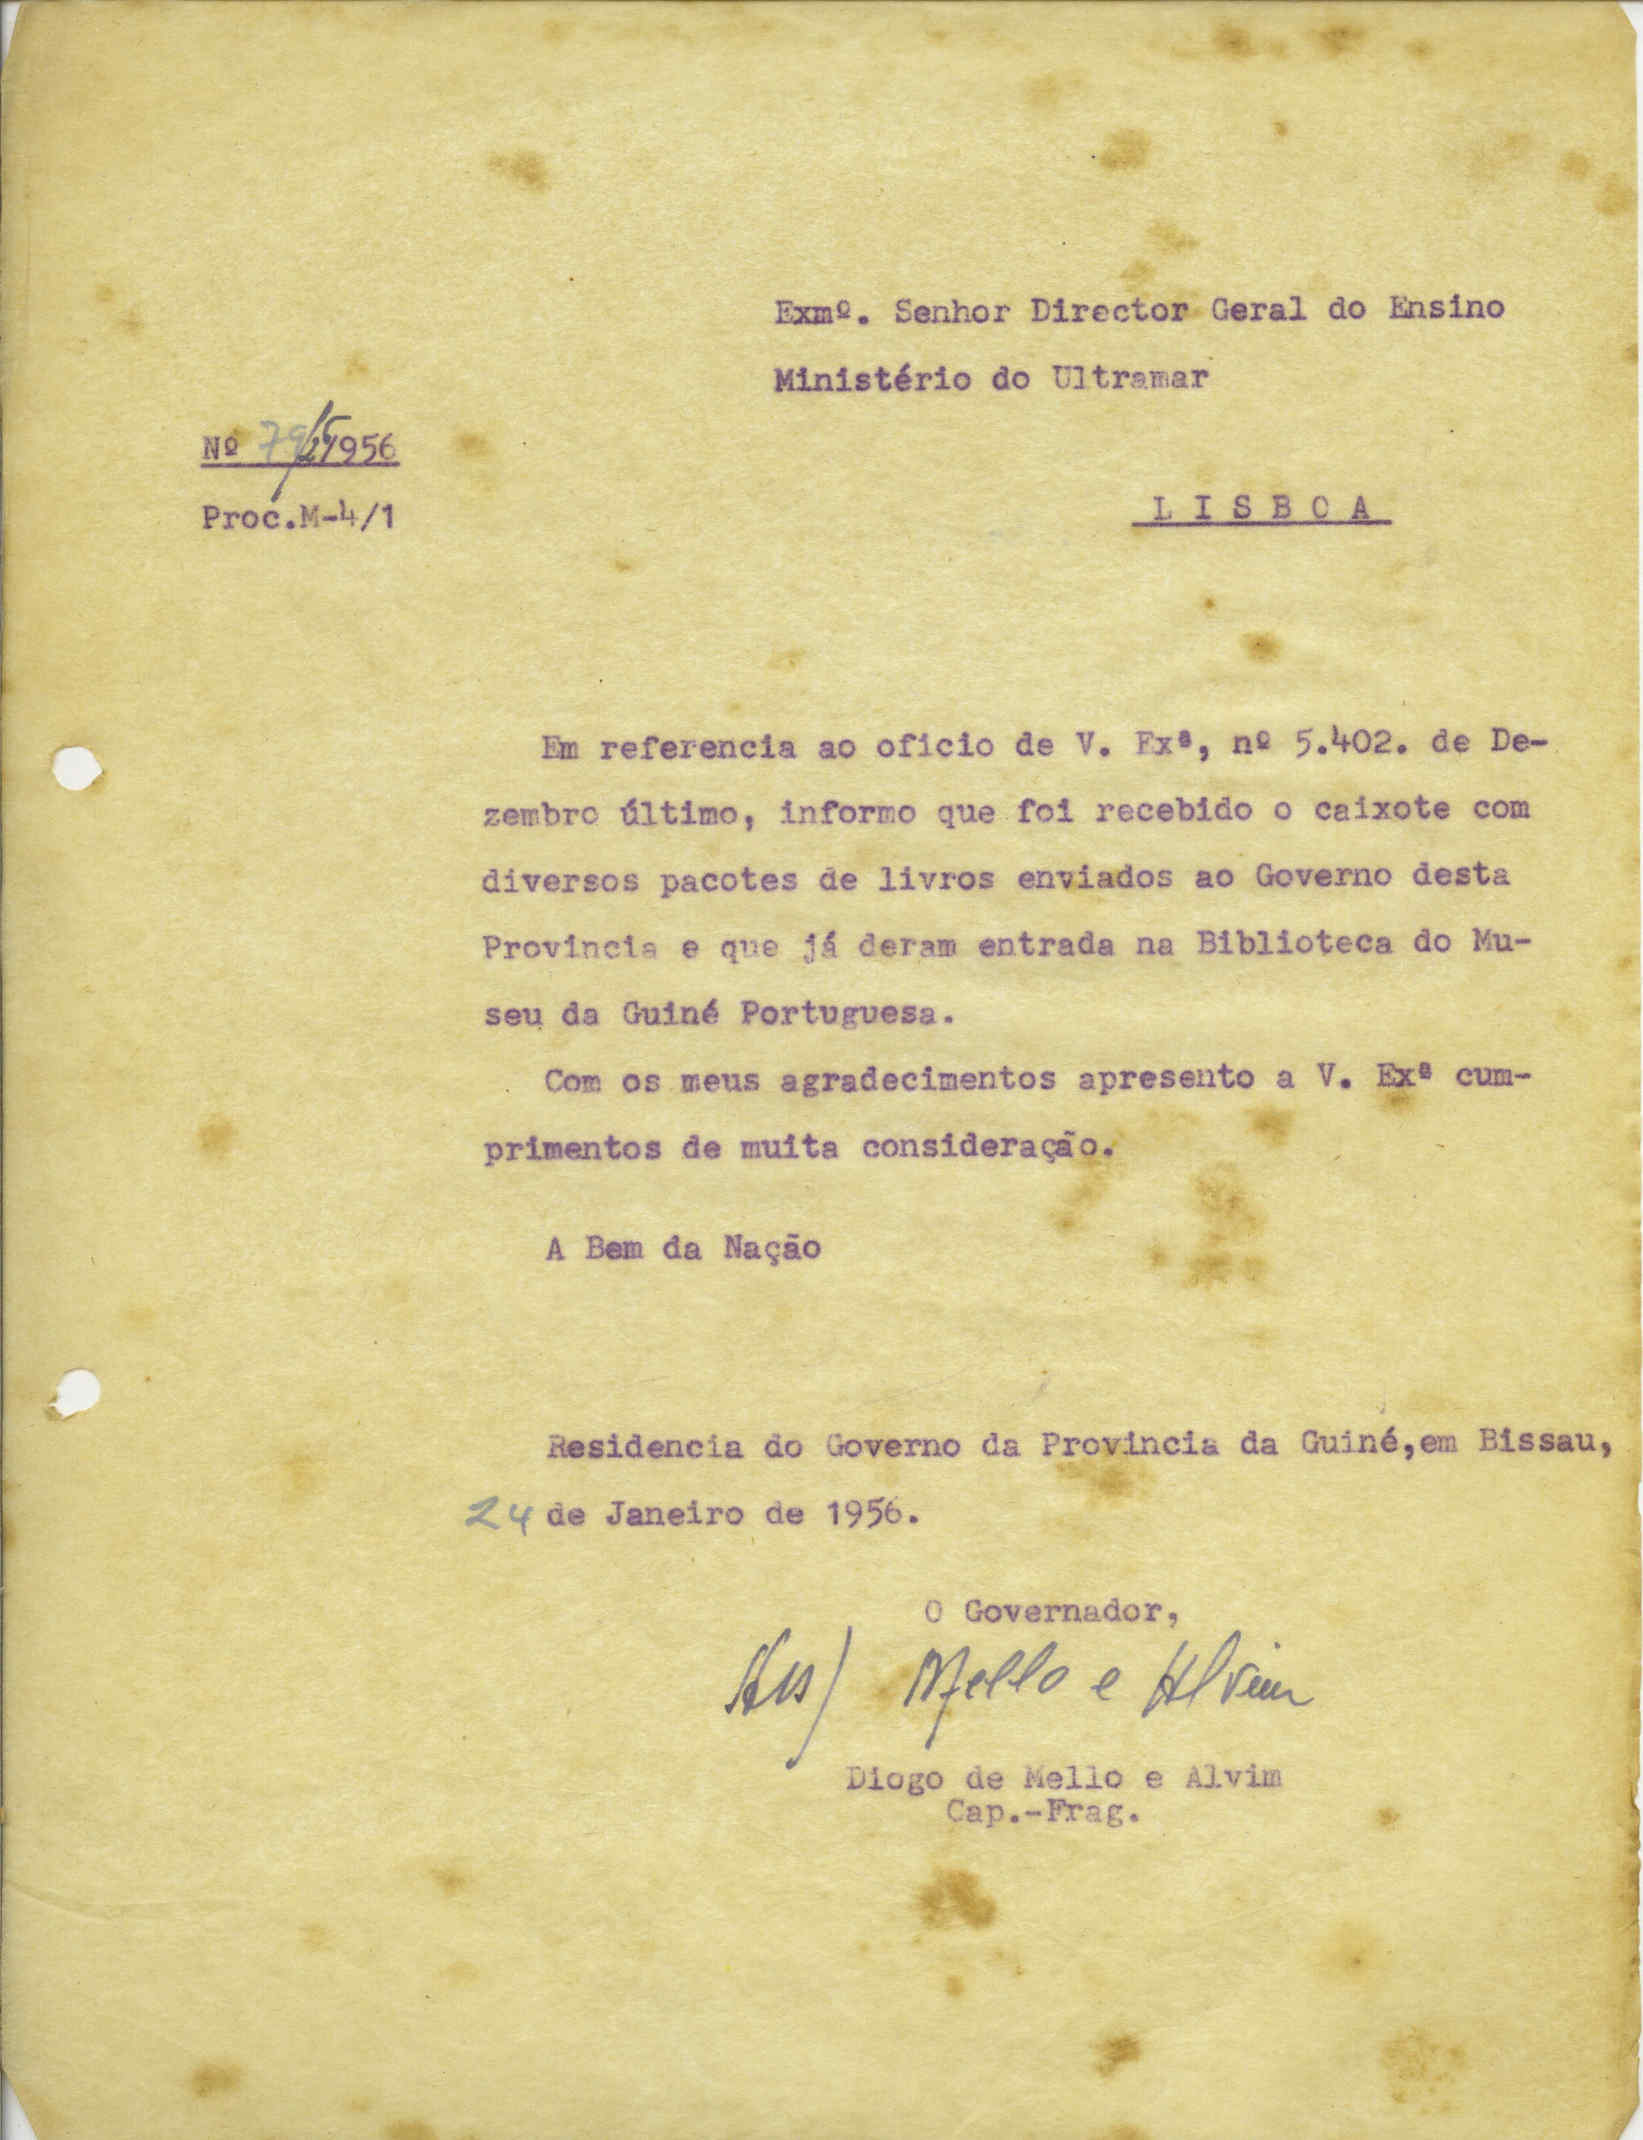 Exmº. Senhor Director Geral do Ensino
Ministério do Ultramar
Nº 79/1956
Proc.M-4/1
LISBOA
Em referencia ao oficio de V. Exª, nº 5.402. de De-
zembro último, informo que foi recebido o caixote com
diversos pacotes de livros enviados ao Governo desta
Provincia e que já deram entrada na Biblioteca do Mu-
seu da Guiné Portuguesa.
Com os meus agradecimentos apresento a V. Exª cum-
primentos de muita consideração.
A Bem da Nação
Residencia do Governo da Provincia da Guiné,em Bissau,
24 de Janeiro de 1956.
O Governador,
Mello e Alvim
Diogo de Mello e Alvim
Cap.-Frag.